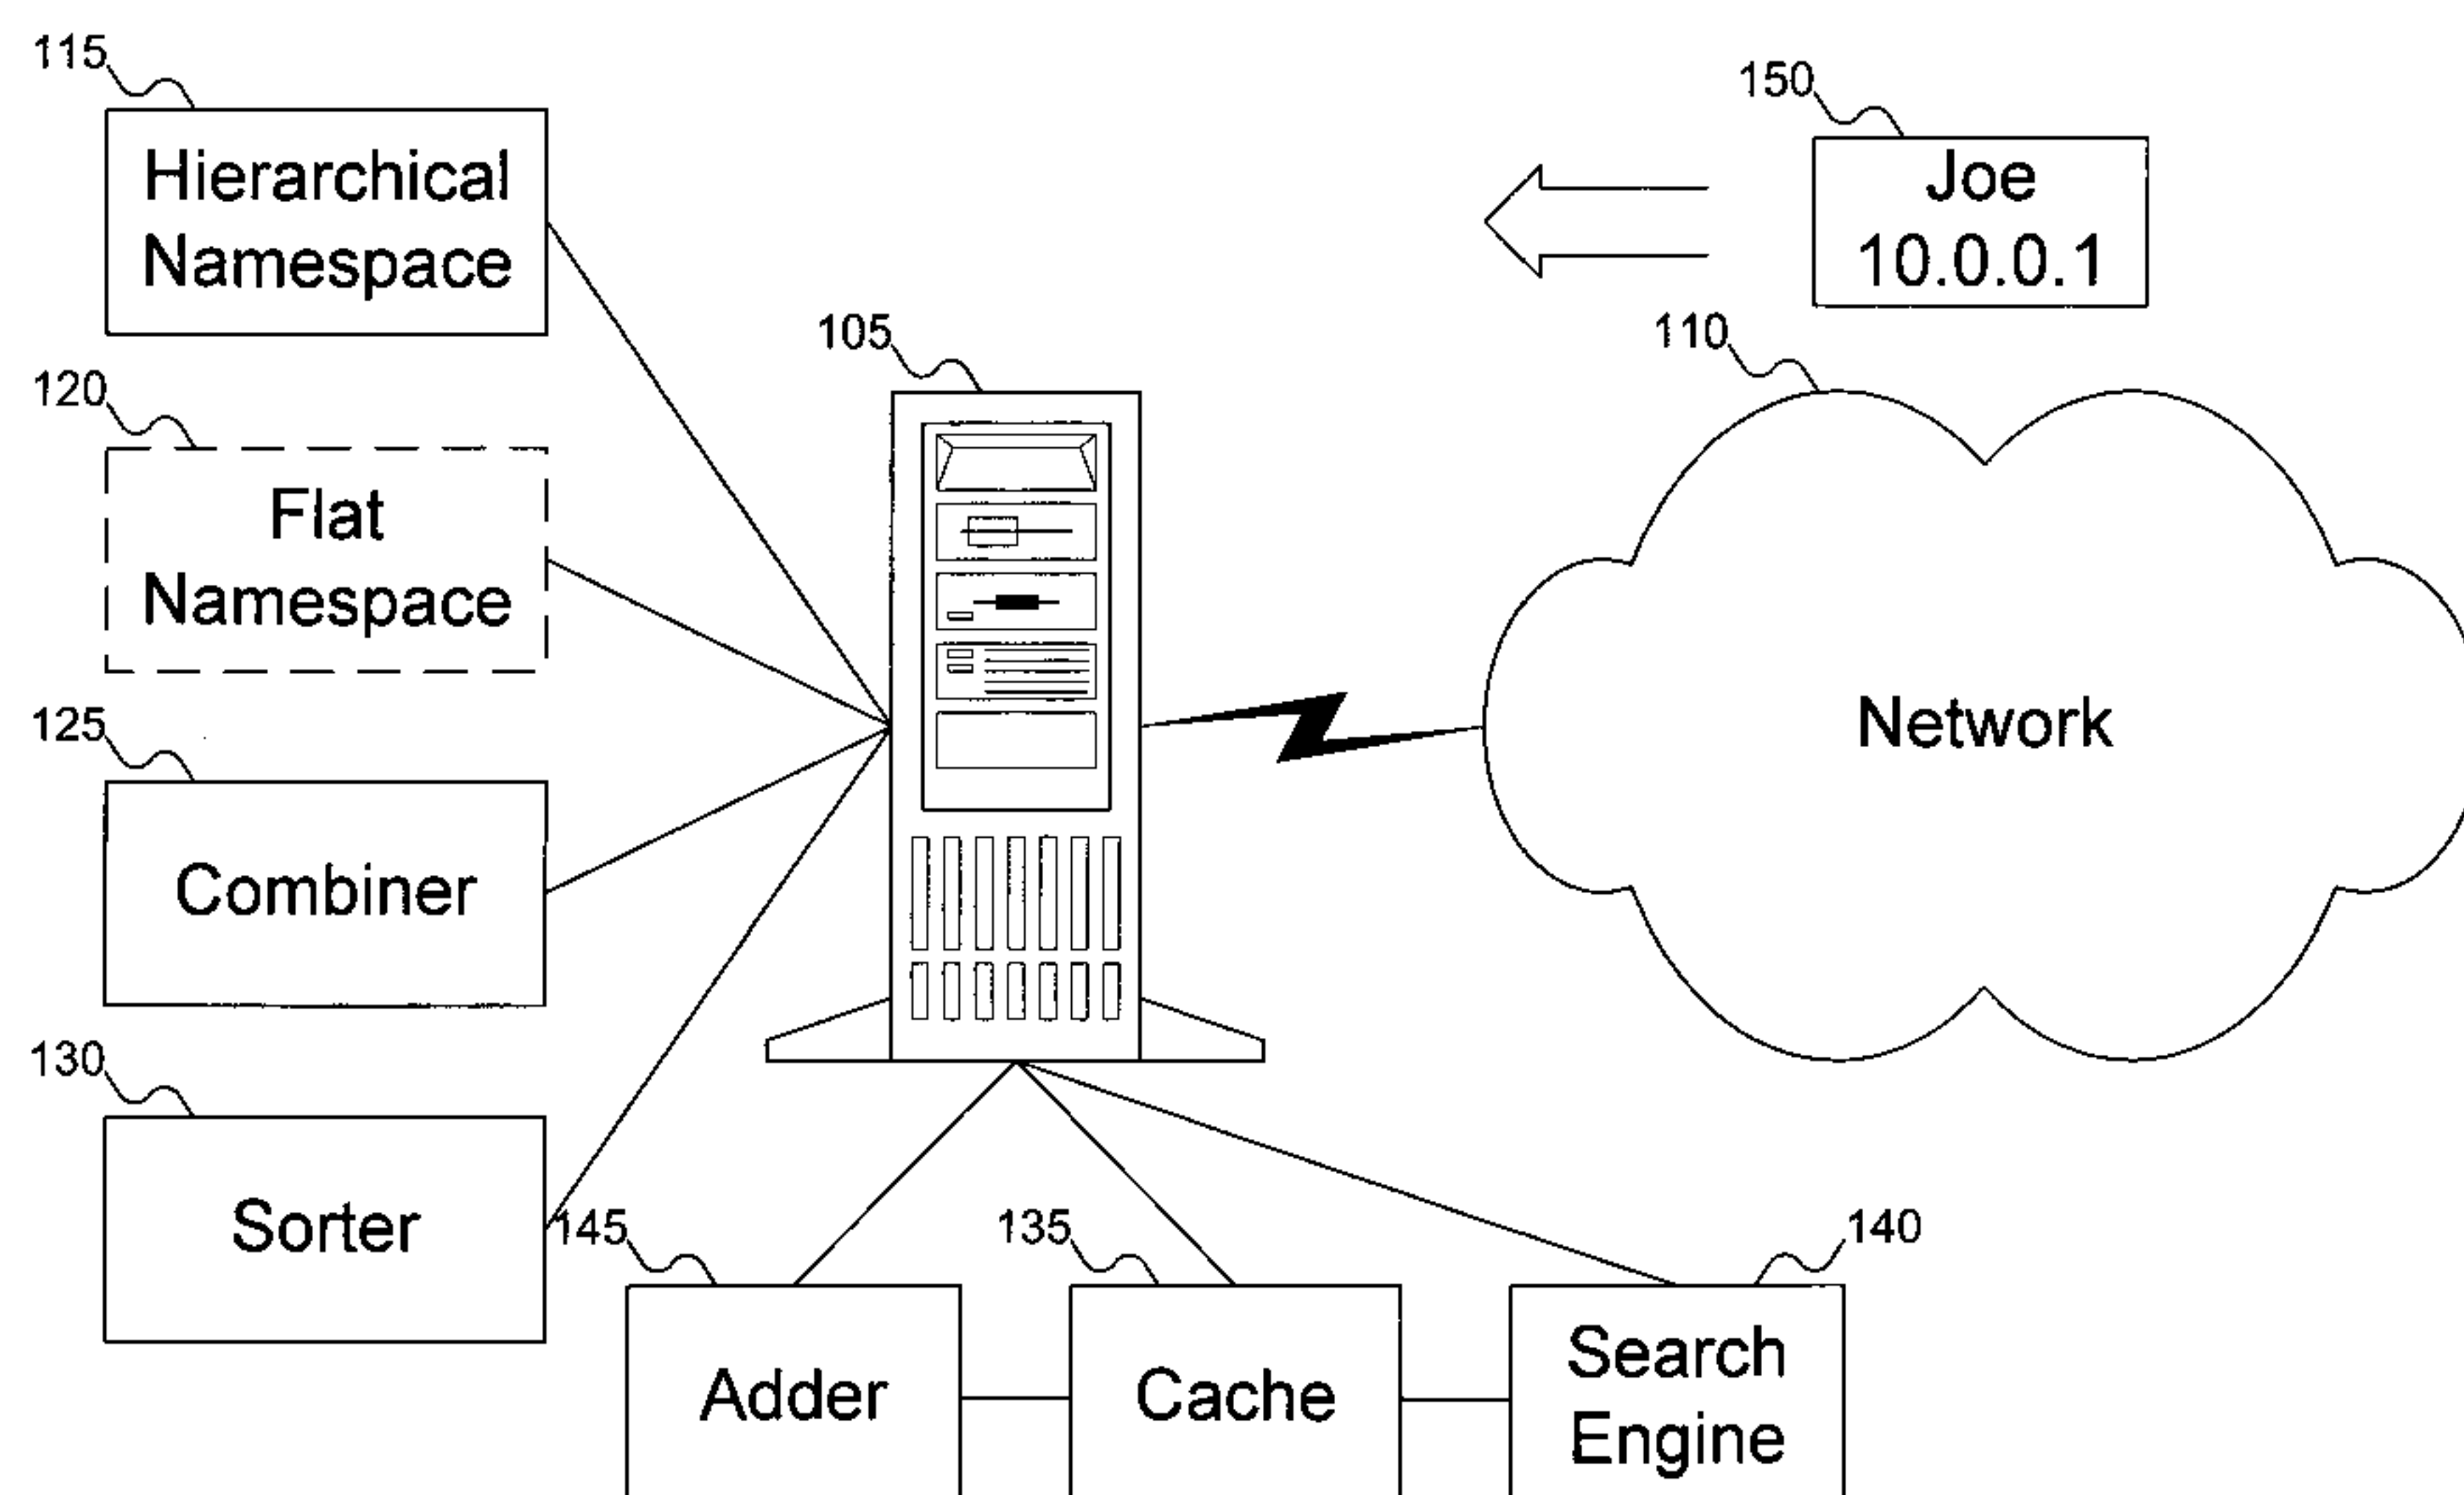 115
Hierarchical
Namespace
150
Joe
10.0.0.1
105
110
120
Flat
Namespace
Network
125
Combiner
130
Sorter
145
135
140
Adder
Cache
Search
Engine